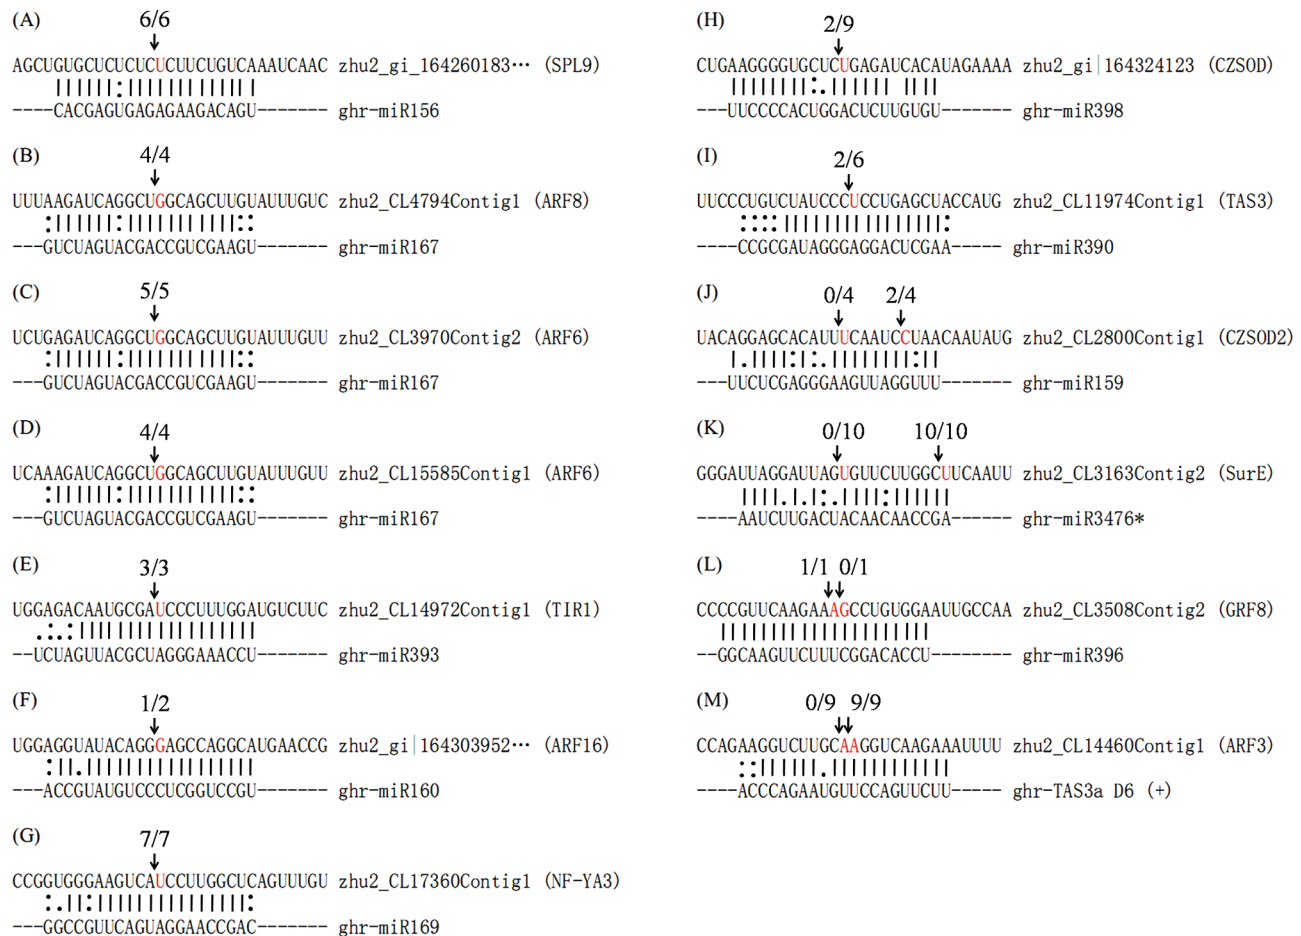 (A)
6/6
AGCUGUGCUCUCUCUCUUCUGUCAAAUCAAC zhu2_gi_164260183··· (SPL9)
----CACGAGUGAGAGAAGACAGU------- ghr-miR156
(B)
4/4
UUUAAGAUCAGGCUGGCAGCUUGUAUUUGUC zhu2_CL4794Contig1 (ARF8)
---GUCUAGUACGACCGUCGAAGU------- ghr-miR167
(C)
5/5
UCUGAGAUCAGGCUGGCAGCUUGUAUUUGUU zhu2_CL3970Contig2 (ARF6)
---GUCUAGUACGACCGUCGAAGU------- ghr-miR167
(D)
4/4
UCAAAGAUCAGGCUGGCAGCUUGUAUUUGUU zhu2_CL15585Contig1 (ARF6)
---GUCUAGUACGACCGUCGAAGU------- ghr-miR167
(E)
3/3
UGGAGACAAUGCGAUCCCUUUGGAUGUCUUC zhu2_CL14972Contig1 (TIR1)
--UCUAGUUACGCUAGGGAAACCU------- ghr-miR393
(F)
1/2
UGGAGGUAUACAGGGAGCCAGGCAUGAACCG zhu2_gi|164303952··· (ARF16)
---ACCGUAUGUCCCUCGGUCCGU------- ghr-miR160
(G)
7/7
CCGGUGGGAAGUCAUCCUUGGCUCAGUUUGU zhu2_CL17360Contig1 (NF-YA3)
---GGCCGUUCAGUAGGAACCGAC------- ghr-miR169
(H)
2/9
CUGAAGGGGUGCUCUGAGAUCACAUAGAAAA zhu2_gi|164324123 (CZSOD)
---UUCCCCACUGGACUCUUGUGU------- ghr-miR398
(I)
2/6
UUCCCUGUCUAUCCCUCCUGAGCUACCAUG zhu2_CL11974Contig1 (TAS3)
----CCGCGAUAGGGAGGACUCGAA----- ghr-miR390
(J)
0/4 2/4
UACAGGAGCACAUUUCAAUCCUAACAAUAUG zhu2_CL2800Contig1 (CZSOD2)
---UUCUCGAGGGAAGUUAGGUUU------- ghr-miR159
(K)
0/10 10/10
GGGAUUAGGAUUAGUGUUCUUGGCUUCAAUU zhu2_CL3163Contig2 (SurE)
----AAUCUUGACUACAACAACCGA------ ghr-miR3476*
(L)
1/1 0/1
CCCCGUUCAAGAAAGCCUGUGGAAUUGCCAA zhu2_CL3508Contig2 (GRF8)
--GGCAAGUUCUUUCGGACACCU-------- ghr-miR396
(M)
0/9 9/9
CCAGAAGGUCUUGCAAGGUCAAGAAAUUUU zhu2_CL14460Contig1 (ARF3)
----ACCCAGAAUGUUCCAGUUCUU----- ghr-TAS3a D6 (+)